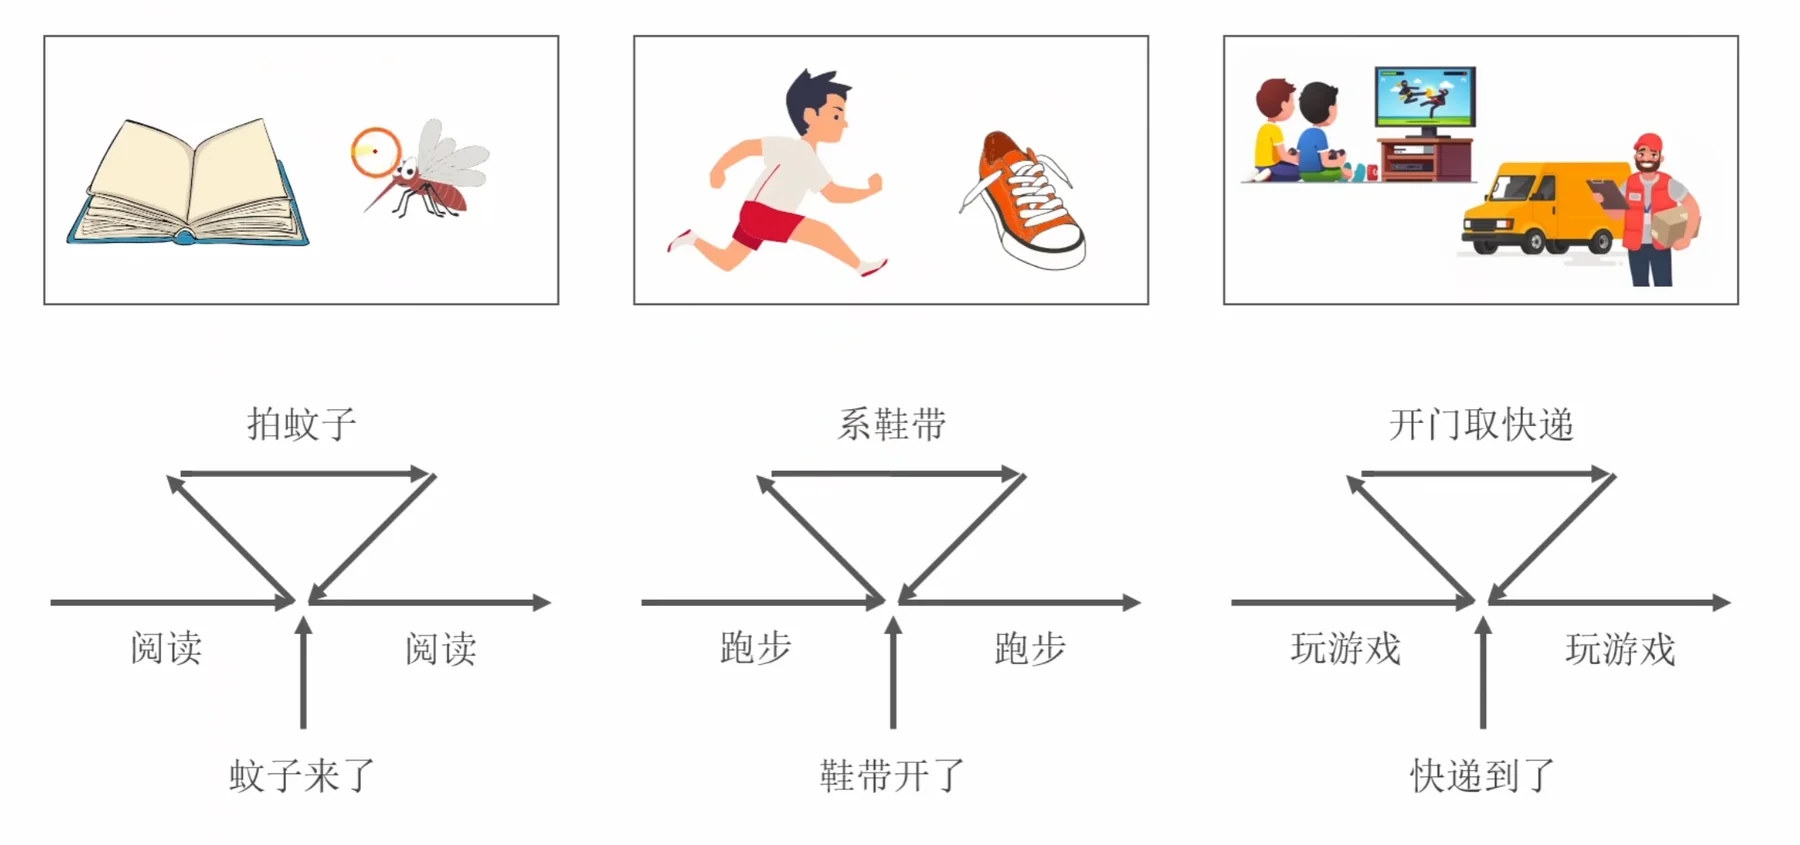 拍蚊子
系鞋带
开门取快递
阅读
阅读
跑步
跑步
玩游戏
玩游戏
蚊子来了
鞋带开了
快递到了